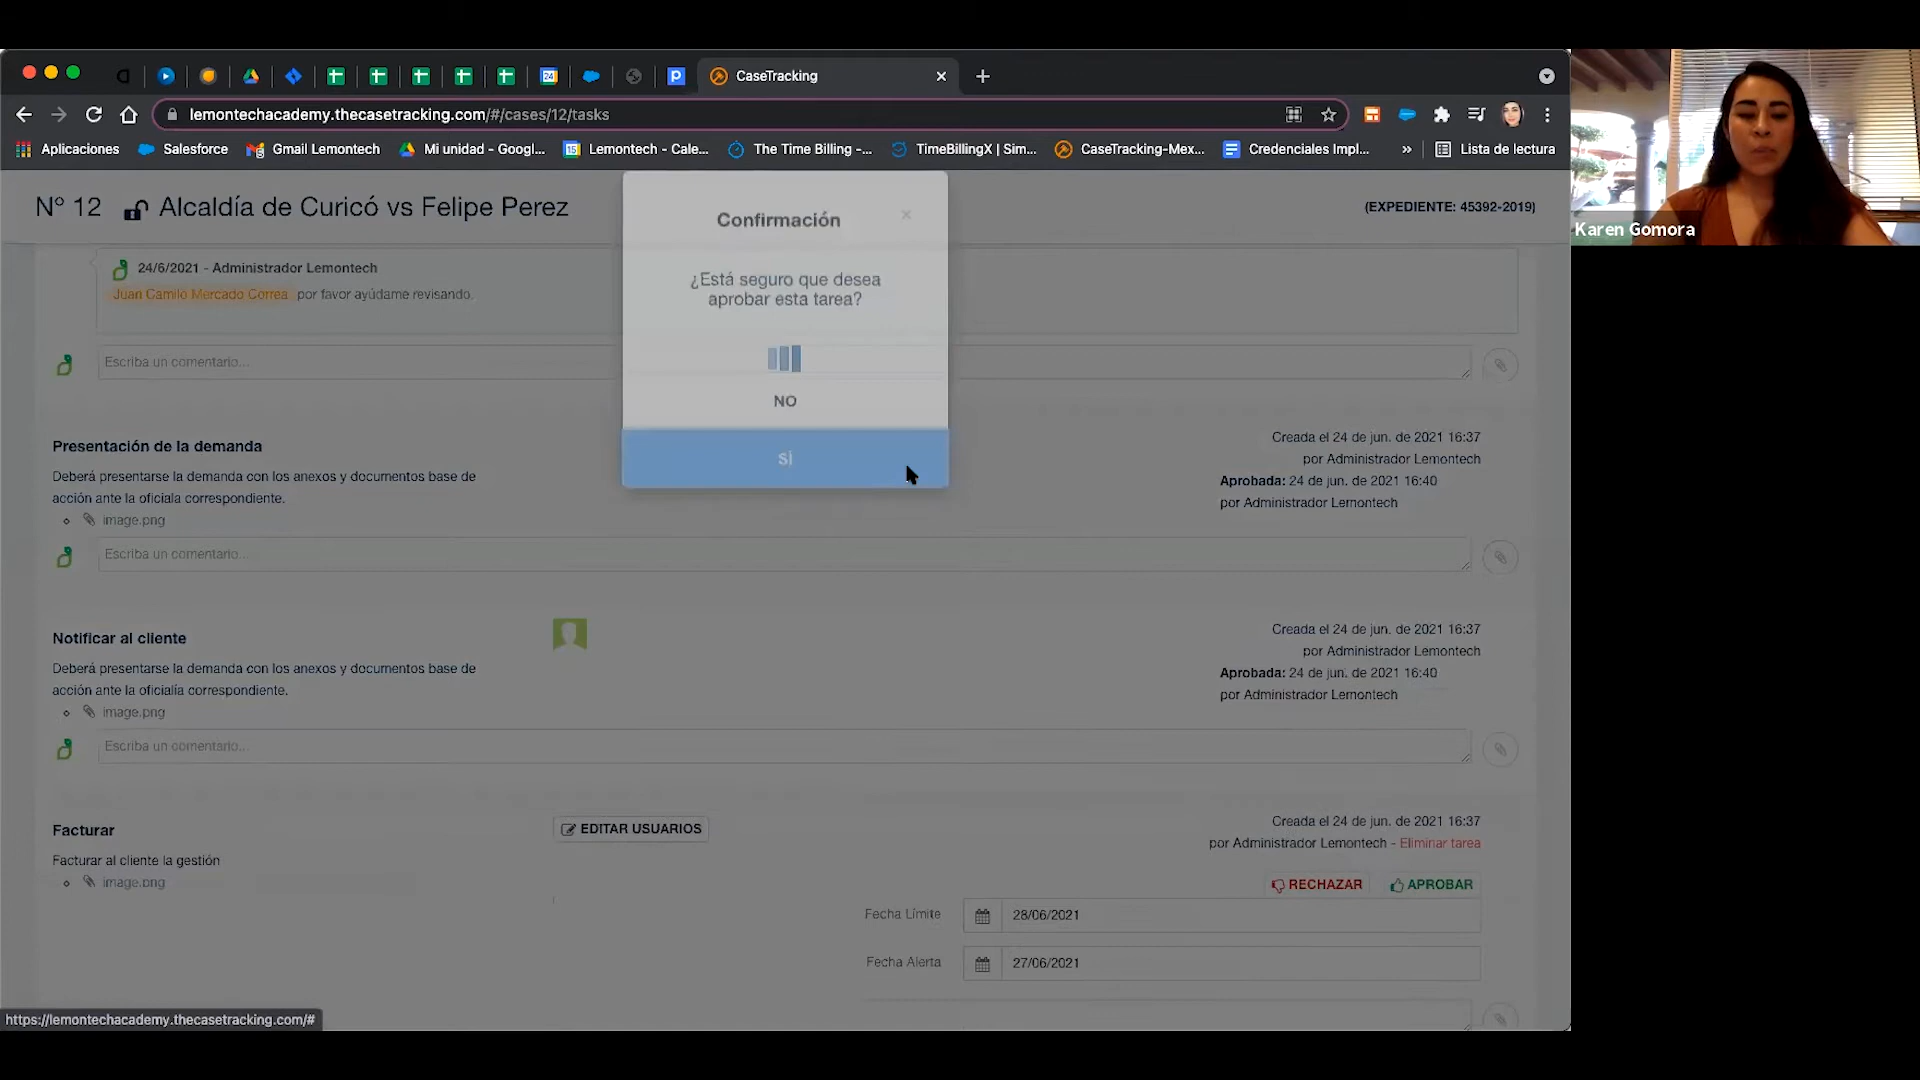 CaseTracking
lemontechacademy.thecasetracking.com/#/cases/12/tasks
Aplicaciones
Salesforce
Gmail Lemontech
Mi unidad - Googl...
Lemontech - Cale...
The Time Billing -...
TimeBillingX | Sim...
CaseTracking-Mex...
Credenciales Impl...
»
Lista de lectura
Nº 12 Alcaldía de Curicó vs Felipe Perez
(EXPEDIENTE: 45392-2019)
Karen Gomora
Confirmación
¿Está seguro que desea
aprobar esta tarea?
NO
SÍ
24/6/2021 - Administrador Lemontech
Juan Camilo Mercado Correa por favor ayúdame revisando.
Escriba un comentario...
Presentación de la demanda
Deberá presentarse la demanda con los anexos y documentos base de
acción ante la oficiala correspondiente.
image.png
Creada el 24 de jun. de 2021 16:37
por Administrador Lemontech
Aprobada: 24 de jun. de 2021 16:40
por Administrador Lemontech
Escriba un comentario...
Notificar al cliente
Deberá presentarse la demanda con los anexos y documentos base de
acción ante la oficialía correspondiente.
image.png
Creada el 24 de jun. de 2021 16:37
por Administrador Lemontech
Aprobada: 24 de jun. de 2021 16:40
por Administrador Lemontech
Escriba un comentario...
Facturar
Facturar al cliente la gestión
image.png
EDITAR USUARIOS
Creada el 24 de jun. de 2021 16:37
por Administrador Lemontech - Eliminar tarea
RECHAZAR
APROBAR
Fecha Límite
28/06/2021
Fecha Alerta
27/06/2021
https://lemontechacademy.thecasetracking.com/#